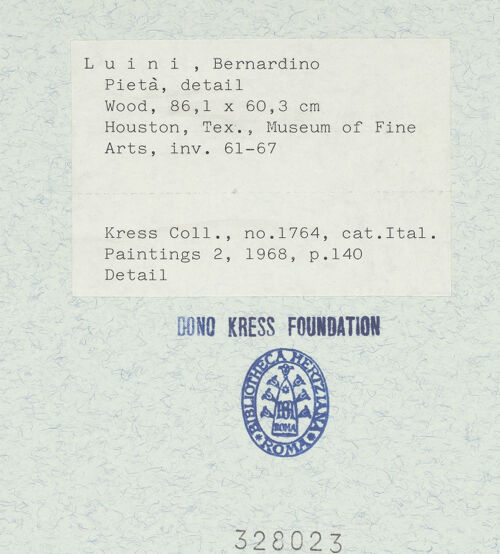 L u i n i , Bernardino
Pietà, detail
Wood, 86,1 x 60,3 cm
Houston, Tex., Museum of Fine
Arts, inv. 61-67
Kress Coll., no.1764, cat.Ital.
Paintings 2, 1968, p.140
Detail
DONO KRESS FOUNDATION
BIBLIOTHECA HERTZIANA
ROMA
ROMA
328023